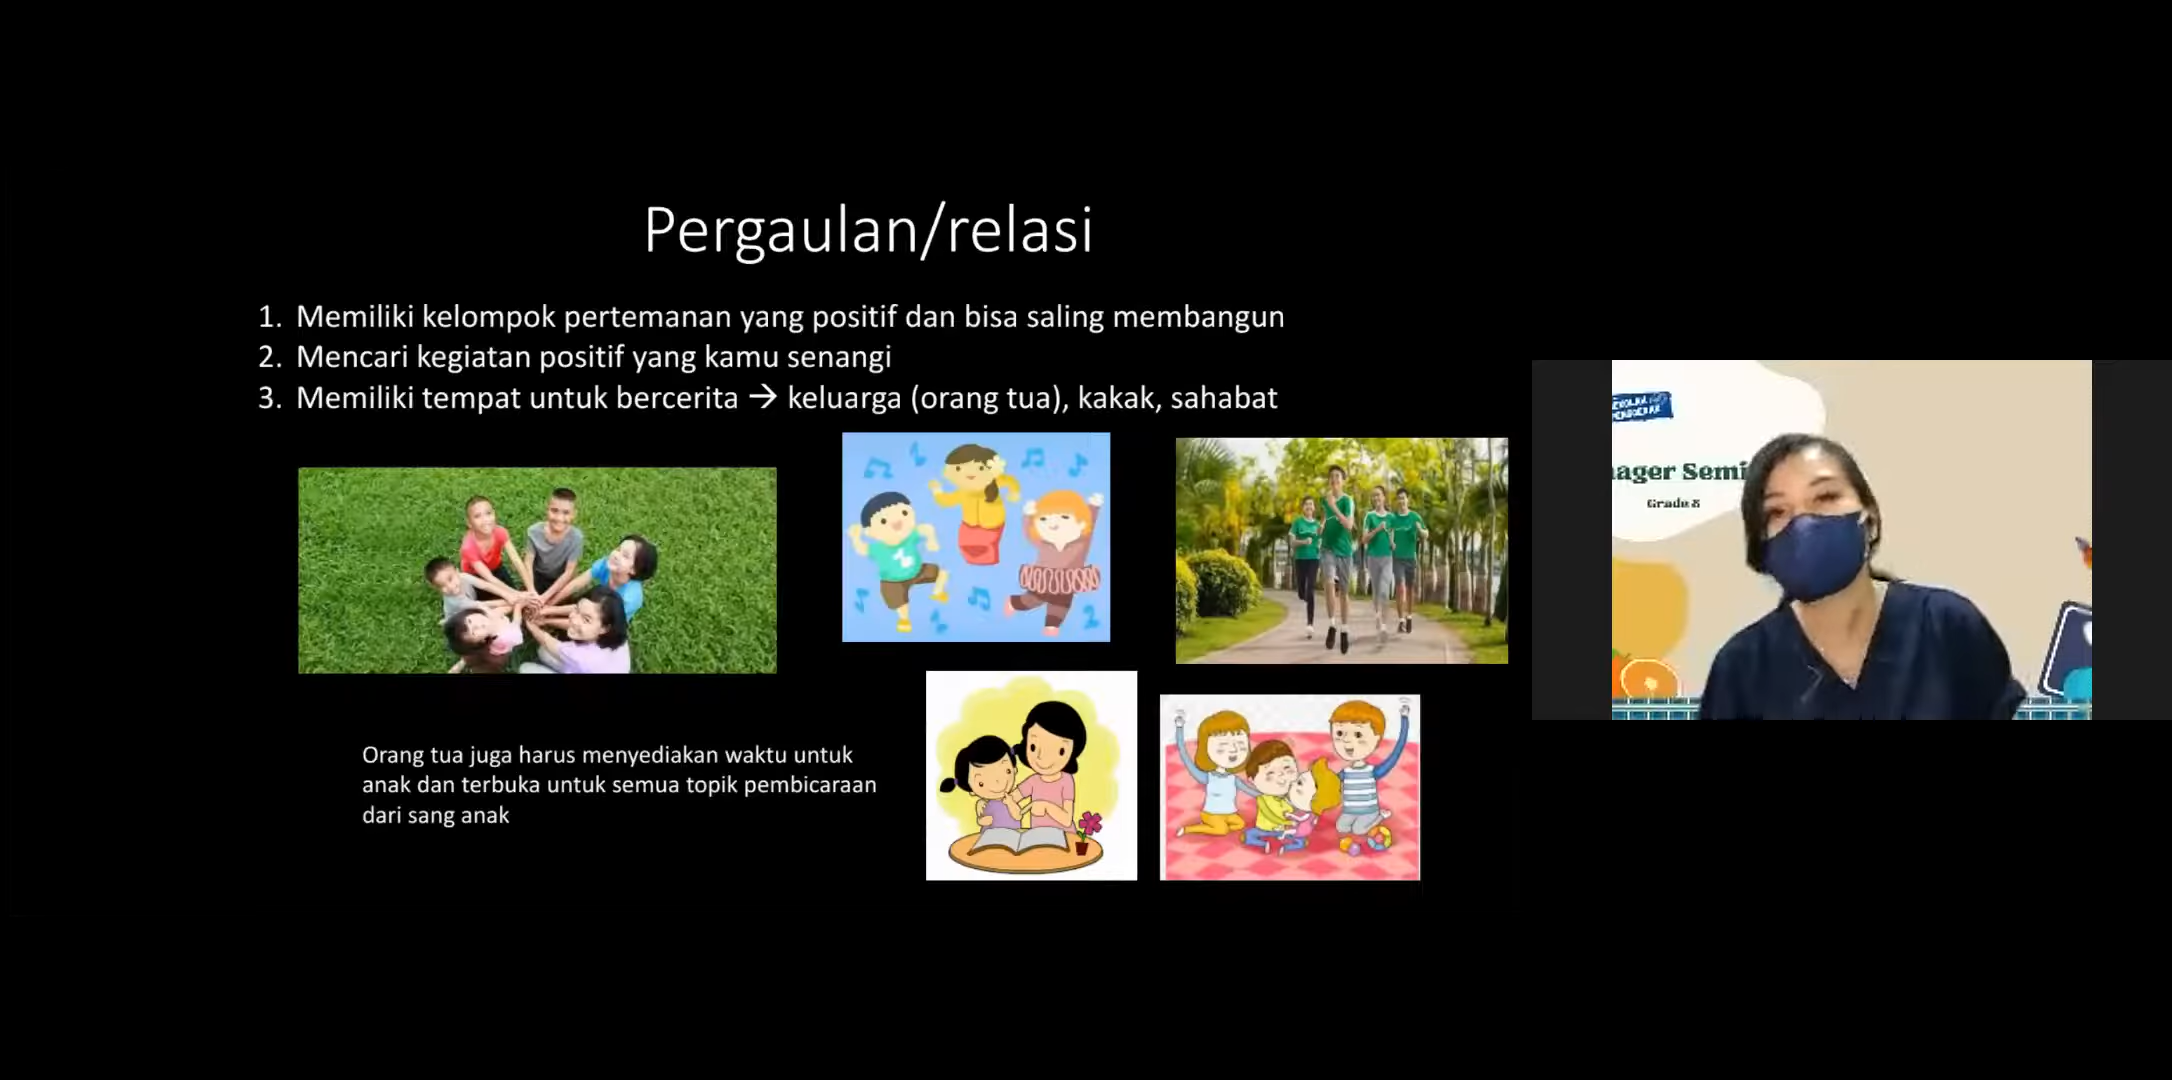 Pergaulan/relasi
1. Memiliki kelompok pertemanan yang positif dan bisa saling membangun
2. Mencari kegiatan positif yang kamu senangi
3. Memiliki tempat untuk bercerita → keluarga (orang tua), kakak, sahabat
Orang tua juga harus menyediakan waktu untuk
anak dan terbuka untuk semua topik pembicaraan
dari sang anak
ager Semi
Grade 8